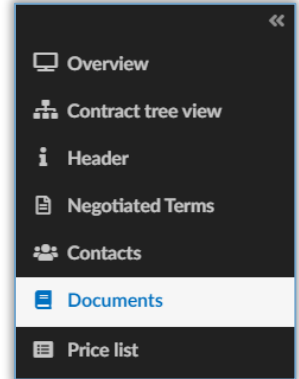 Overview
Contract tree view
Header
Negotiated Terms
Contacts
Documents
Price list